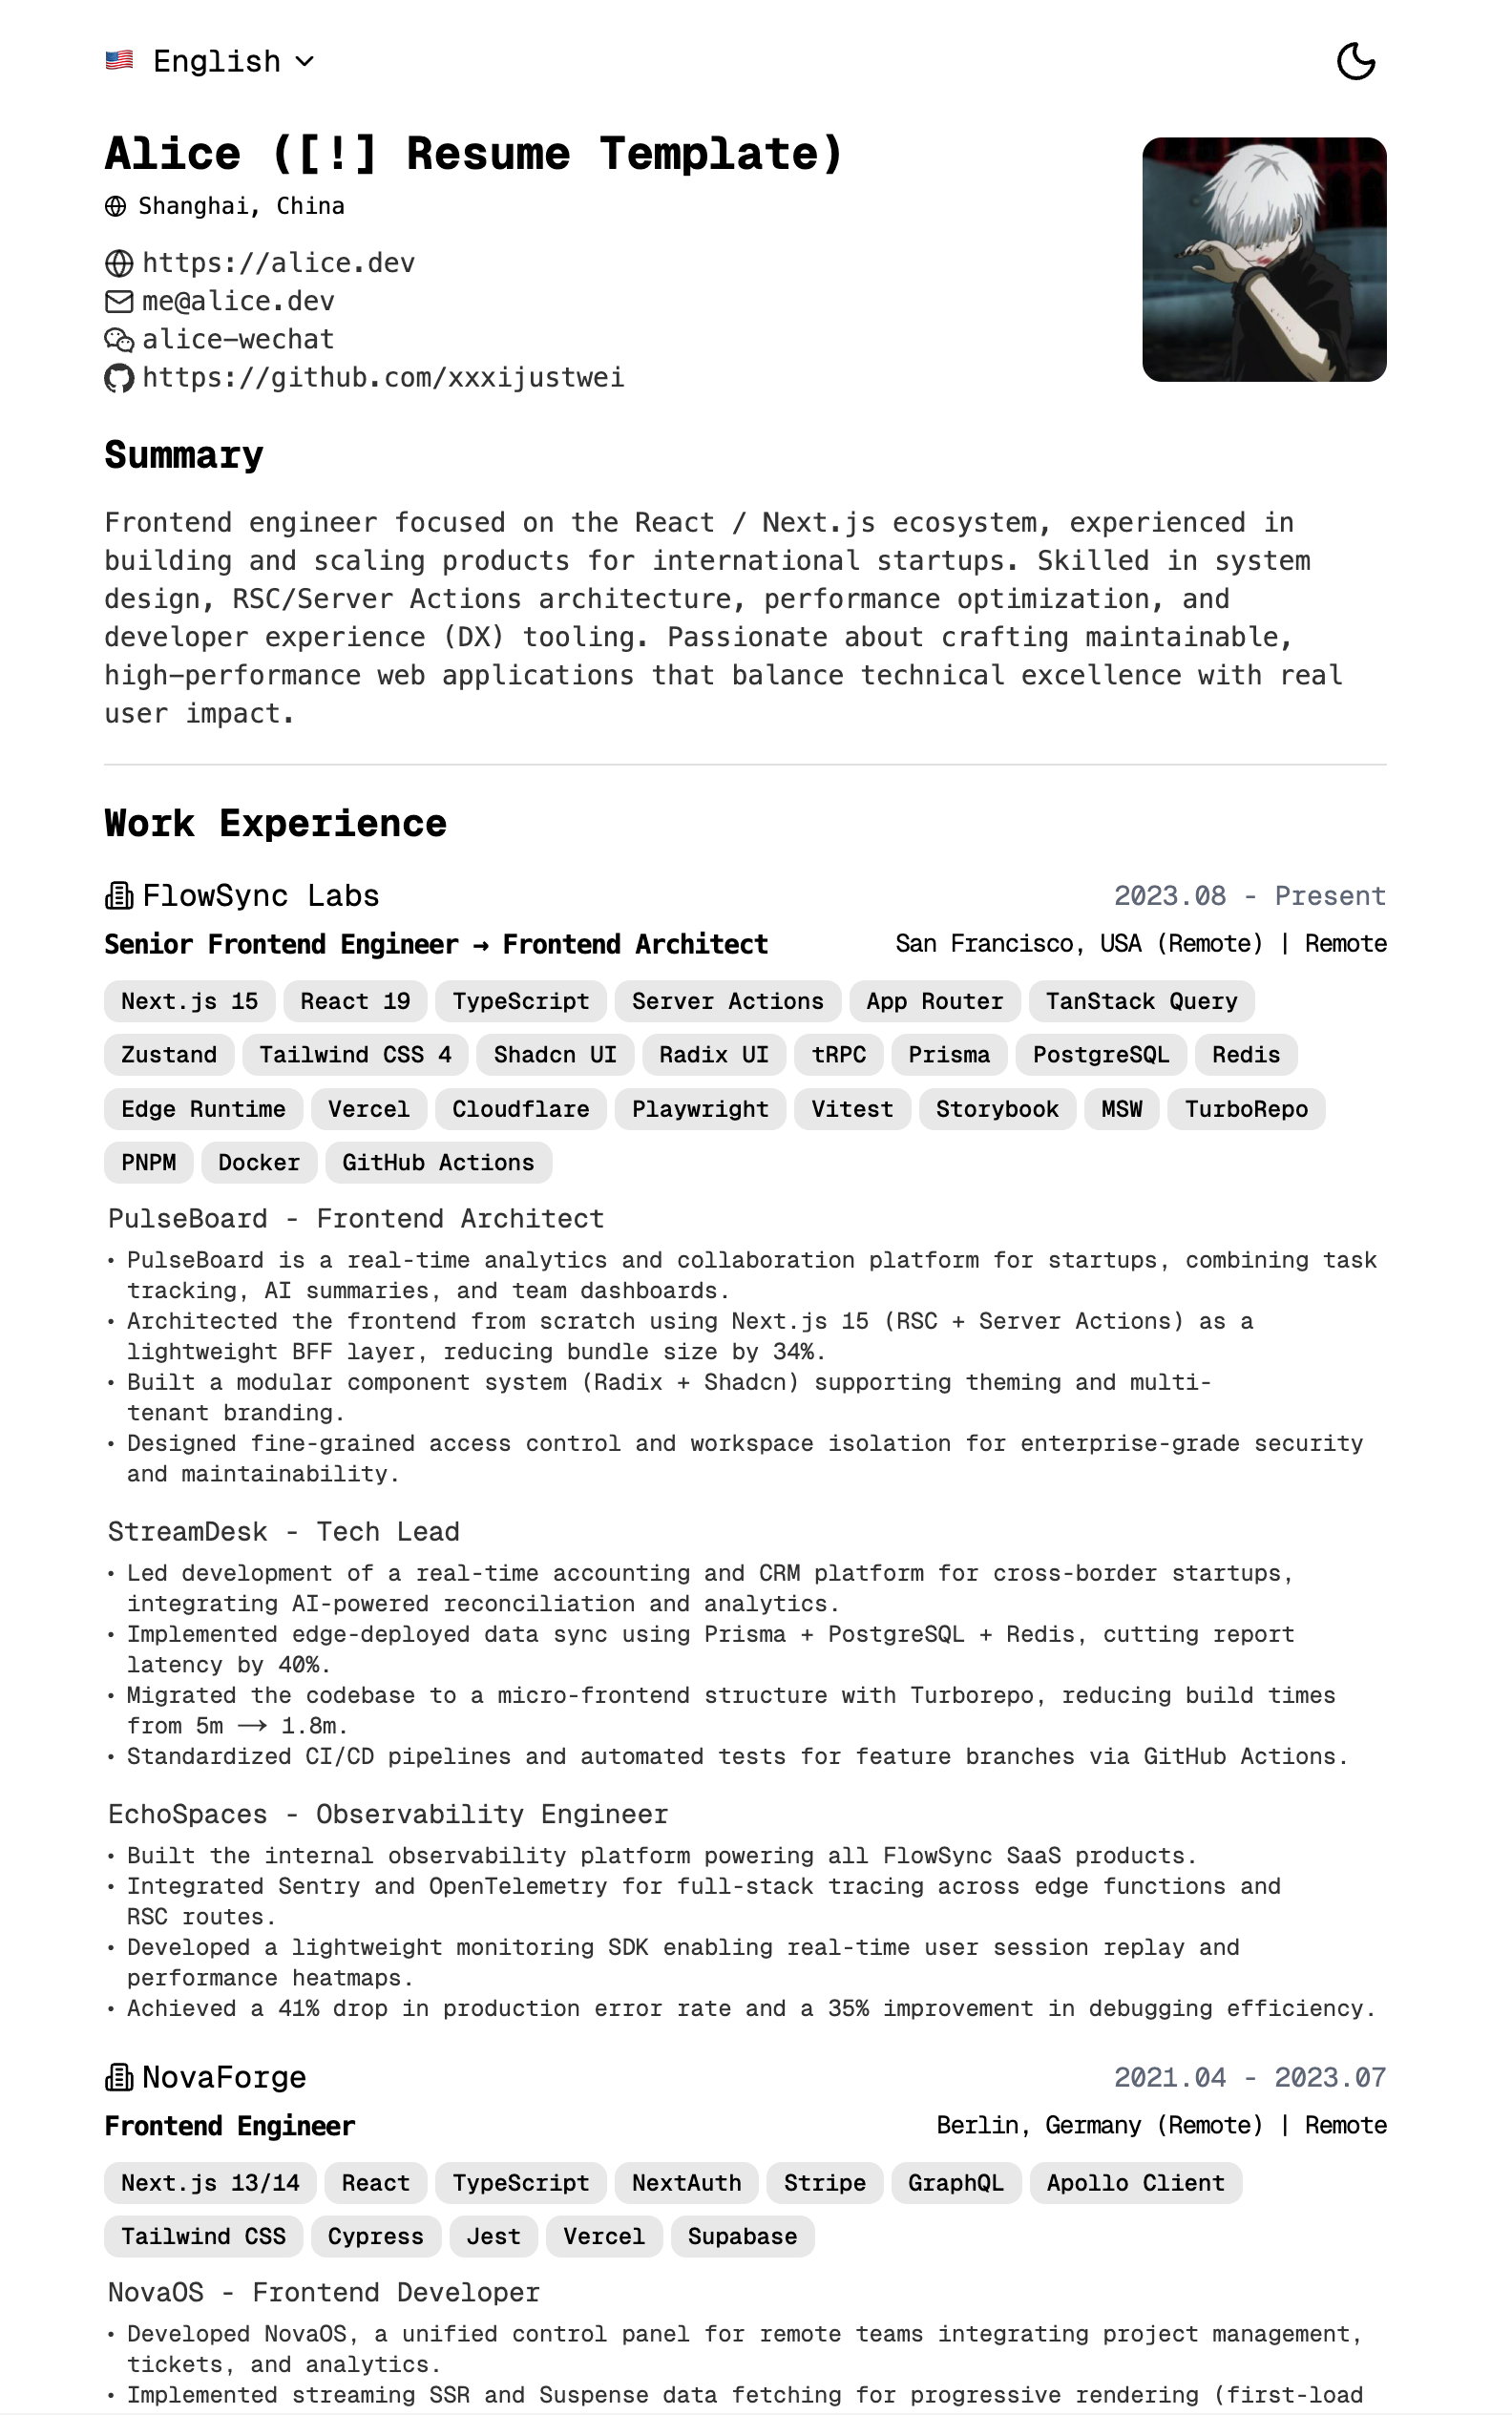 English
Alice ([!] Resume Template)
Shanghai, China
https://alice.dev
me@alice.dev
alice-wechat
https://github.com/xxxijustwei
Summary
Frontend engineer focused on the React / Next.js ecosystem, experienced in
building and scaling products for international startups. Skilled in system
design, RSC/Server Actions architecture, performance optimization, and
developer experience (DX) tooling. Passionate about crafting maintainable,
high-performance web applications that balance technical excellence with real
user impact.
Work Experience
FlowSync Labs 2023.08 - Present
Senior Frontend Engineer → Frontend Architect San Francisco, USA (Remote) | Remote
Next.js 15 React 19 TypeScript Server Actions App Router TanStack Query
Zustand Tailwind CSS 4 Shadcn UI Radix UI tRPC Prisma PostgreSQL Redis
Edge Runtime Vercel Cloudflare Playwright Vitest Storybook MSW TurboRepo
PNPM Docker GitHub Actions
PulseBoard - Frontend Architect
• PulseBoard is a real-time analytics and collaboration platform for startups, combining task
tracking, AI summaries, and team dashboards.
• Architected the frontend from scratch using Next.js 15 (RSC + Server Actions) as a
lightweight BFF layer, reducing bundle size by 34%.
• Built a modular component system (Radix + Shadcn) supporting theming and multi-
tenant branding.
• Designed fine-grained access control and workspace isolation for enterprise-grade security
and maintainability.
StreamDesk - Tech Lead
• Led development of a real-time accounting and CRM platform for cross-border startups,
integrating AI-powered reconciliation and analytics.
• Implemented edge-deployed data sync using Prisma + PostgreSQL + Redis, cutting report
latency by 40%.
• Migrated the codebase to a micro-frontend structure with Turborepo, reducing build times
from 5m → 1.8m.
• Standardized CI/CD pipelines and automated tests for feature branches via GitHub Actions.
EchoSpaces - Observability Engineer
• Built the internal observability platform powering all FlowSync SaaS products.
• Integrated Sentry and OpenTelemetry for full-stack tracing across edge functions and
RSC routes.
• Developed a lightweight monitoring SDK enabling real-time user session replay and
performance heatmaps.
• Achieved a 41% drop in production error rate and a 35% improvement in debugging efficiency.
NovaForge 2021.04 - 2023.07
Frontend Engineer Berlin, Germany (Remote) | Remote
Next.js 13/14 React TypeScript NextAuth Stripe GraphQL Apollo Client
Tailwind CSS Cypress Jest Vercel Supabase
NovaOS - Frontend Developer
• Developed NovaOS, a unified control panel for remote teams integrating project management,
tickets, and analytics.
• Implemented streaming SSR and Suspense data fetching for progressive rendering (first-load